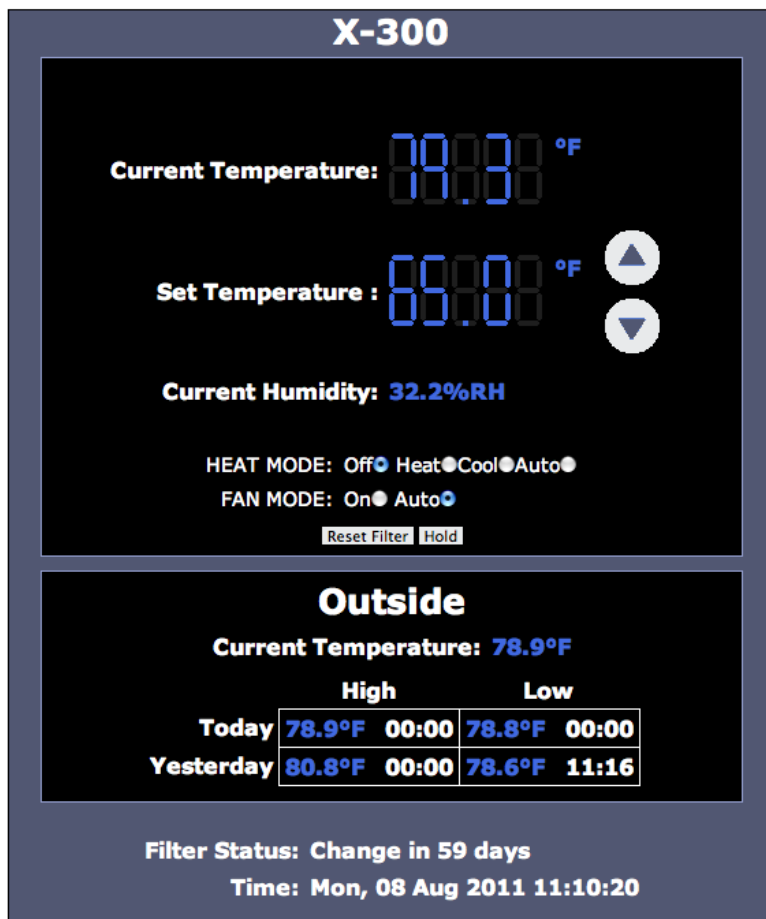 X-300
Current Temperature: 79.3 °F
Set Temperature : 65.0 °F
Current Humidity: 32.2%RH
HEAT MODE: Off Heat Cool Auto
FAN MODE: On Auto
Reset Filter Hold
Outside
Current Temperature: 78.9°F
High Low
Today 78.9°F 00:00 78.8°F 00:00
Yesterday 80.8°F 00:00 78.6°F 11:16
Filter Status: Change in 59 days
Time: Mon, 08 Aug 2011 11:10:20